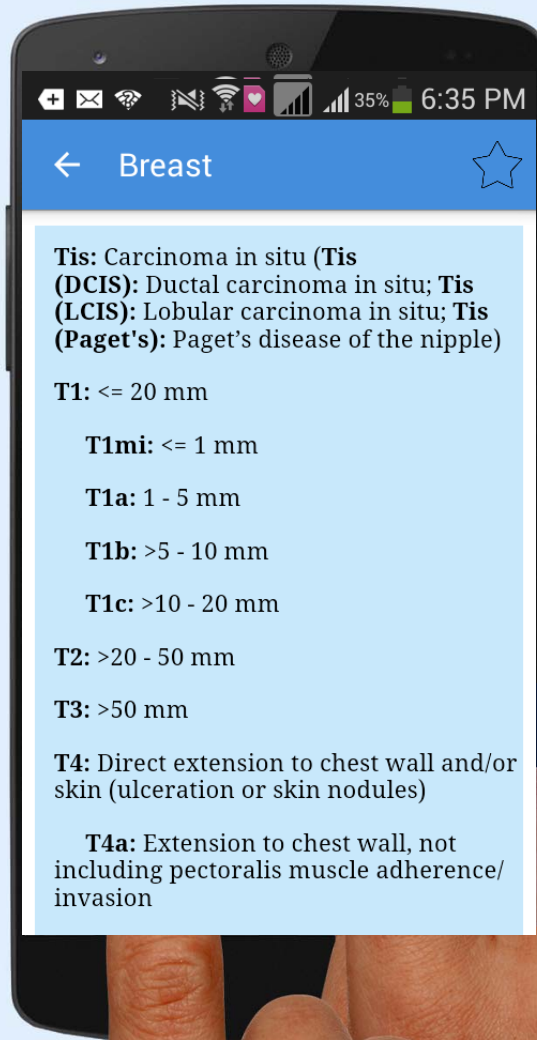 35% 6:35 PM
Breast
Tis: Carcinoma in situ (Tis
(DCIS): Ductal carcinoma in situ; Tis
(LCIS): Lobular carcinoma in situ; Tis
(Paget's): Paget’s disease of the nipple)
T1: <= 20 mm
T1mi: <= 1 mm
T1a: 1 - 5 mm
T1b: >5 - 10 mm
T1c: >10 - 20 mm
T2: >20 - 50 mm
T3: >50 mm
T4: Direct extension to chest wall and/or
skin (ulceration or skin nodules)
T4a: Extension to chest wall, not
including pectoralis muscle adherence/
invasion